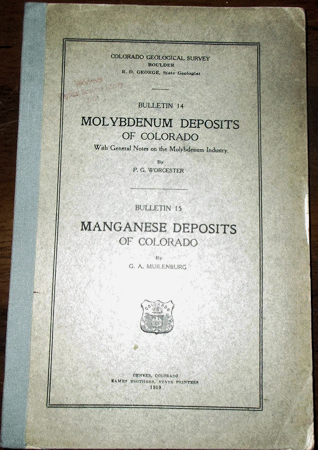 COLORADO GEOLOGICAL SURVEY
BOULDER
R. D. GEORGE, State Geologist
BULLETIN 14
MOLYBDENUM DEPOSITS
OF COLORADO
With General Notes on the Molybdenum Industry.
By
P. G. WORCESTER
BULLETIN 15
MANGANESE DEPOSITS
OF COLORADO
By
G. A. MUILENBURG
DENVER, COLORADO
EAMES BROTHERS, STATE PRINTERS
1919